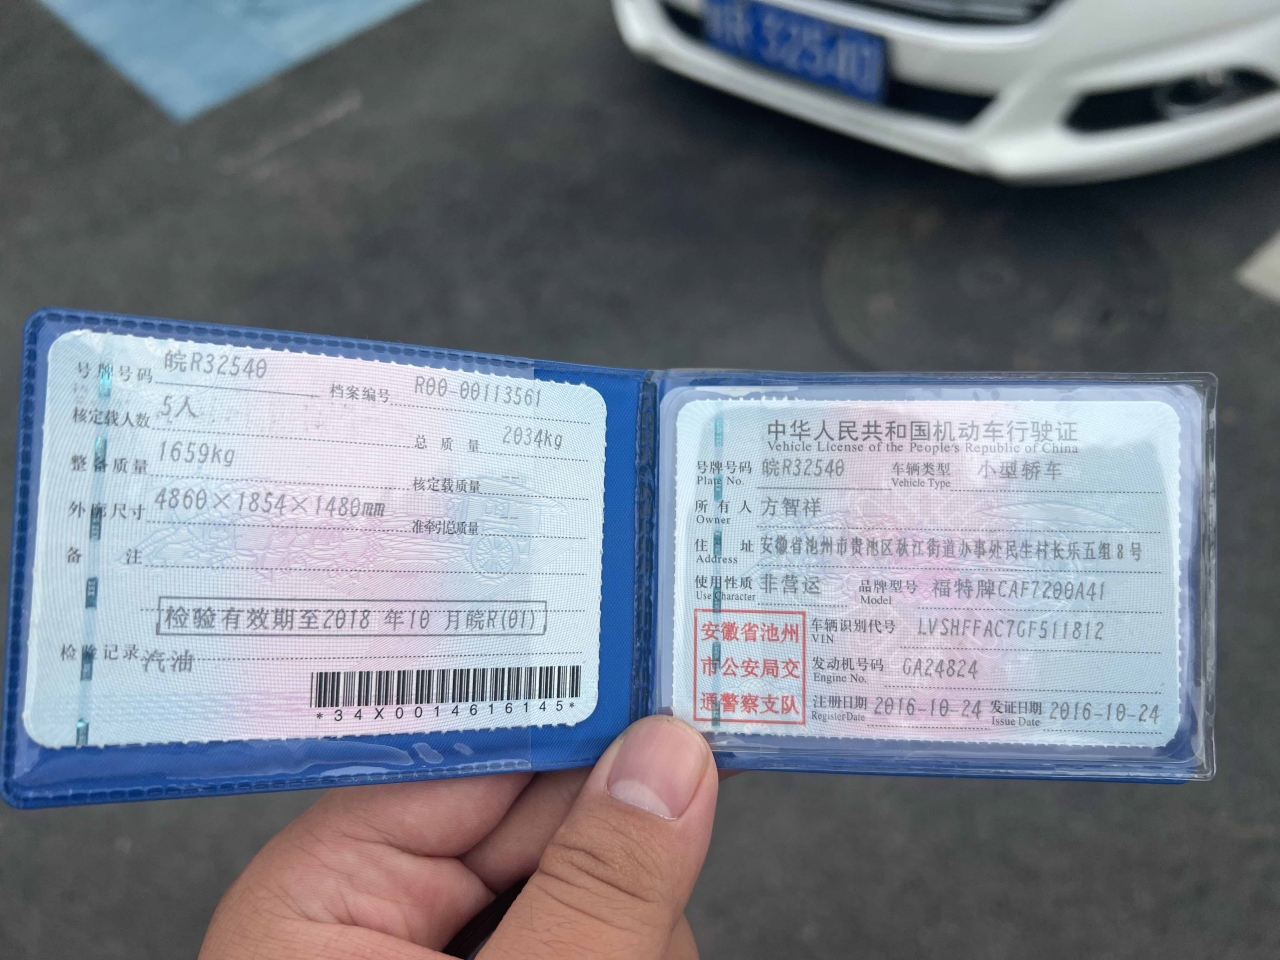 32540
号牌号码 皖R32540 档案编号 R00-00113561
核定载人数 5人 总质量 2034kg
整备质量 1659kg 核定载质量
外廓尺寸 4860×1854×1480mm 准牵引总质量
备注
检验有效期至2018 年10 月皖R(01)
检验记录 汽油
*34X0014616145*
中华人民共和国机动车行驶证
Vehicle License of the People's Republic of China
号牌号码 皖R32540 车辆类型 小型轿车
Plate No. Vehicle Type
所有人 方智祥
Owner
住址 安徽省池州市贵池区秋江街道办事处民生村长乐五组8号
Address
使用性质 非营运 品牌型号 福特牌CAF7200A41
Use Character Model
安徽省池州
市公安局交
通警察支队
车辆识别代号 LVSHFFAC7GF511812
VIN
发动机号码 GA24824
Engine No.
注册日期 2016-10-24 发证日期 2016-10-24
Register Date Issue Date